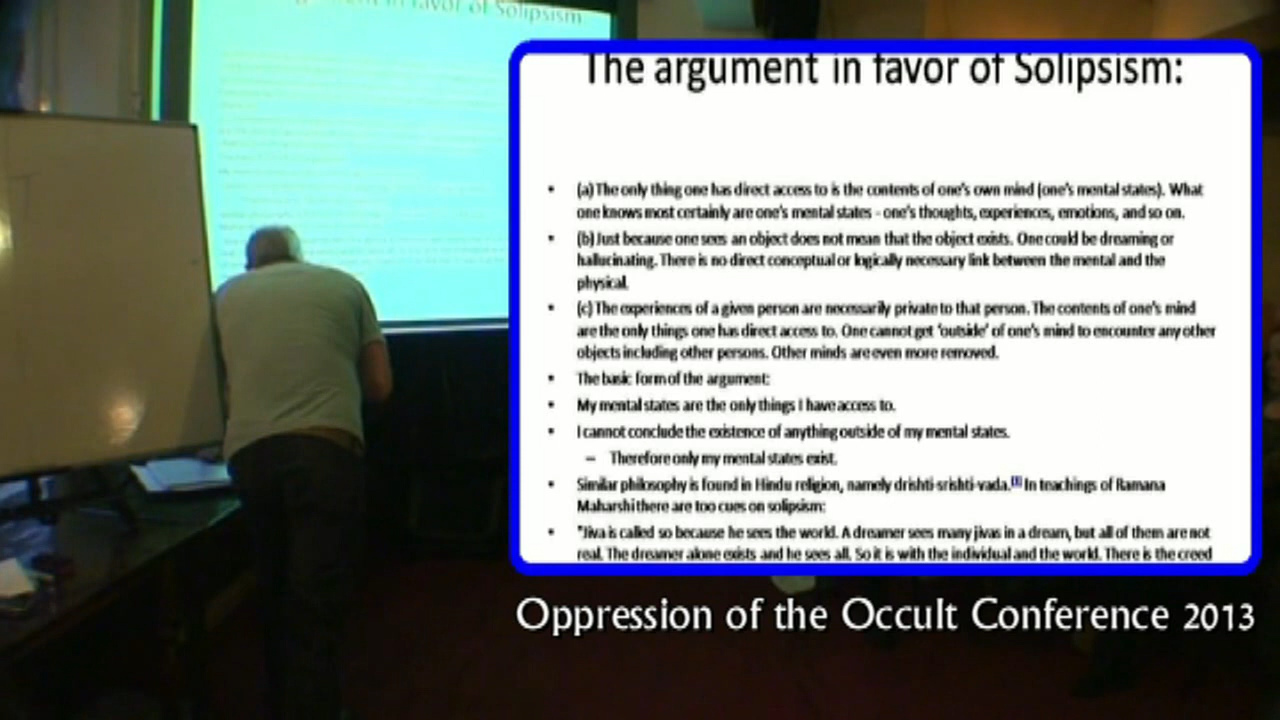 argument in favor of Solipsism
The argument in favor of Solipsism:
• (a) The only thing one has direct access to is the contents of one's own mind (one's mental states). What
one knows most certainly are one's mental states - one's thoughts, experiences, emotions, and so on.
• (b) Just because one sees an object does not mean that the object exists. One could be dreaming or
hallucinating. There is no direct conceptual or logically necessary link between the mental and the
physical.
• (c) The experiences of a given person are necessarily private to that person. The contents of one's mind
are the only things one has direct access to. One cannot get 'outside' of one's mind to encounter any other
objects including other persons. Other minds are even more removed.
• The basic form of the argument:
• My mental states are the only things I have access to.
• I cannot conclude the existence of anything outside of my mental states.
– Therefore only my mental states exist.
• Similar philosophy is found in Hindu religion, namely drishti-srishti-vada.[1] In teachings of Ramana
Maharshi there are too cues on solipsism:
• "Jiva is called so because he sees the world. A dreamer sees many jivas in a dream, but all of them are not
real. The dreamer alone exists and he sees all. So it is with the individual and the world. There is the creed
Oppression of the Occult Conference 2013